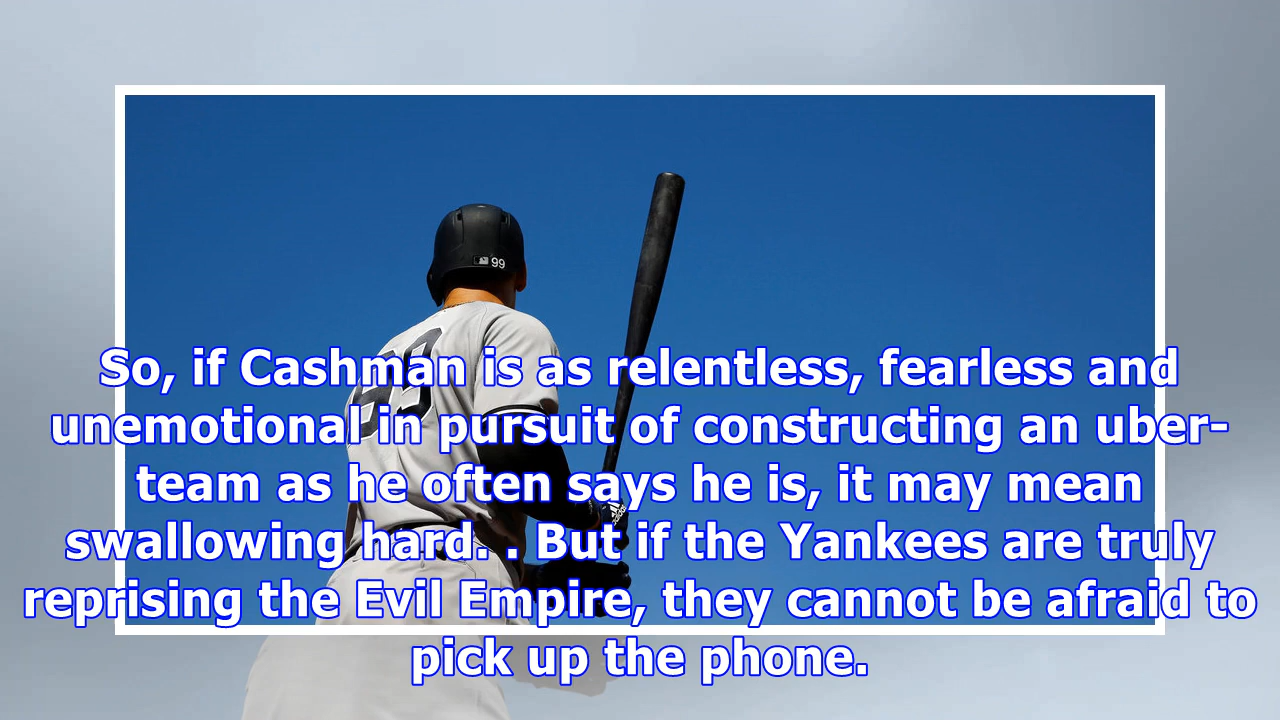 99
99
adidas
So, if Cashman is as relentless, fearless and
unemotional in pursuit of constructing an uber-
team as he often says he is, it may mean
swallowing hard. . But if the Yankees are truly
reprising the Evil Empire, they cannot be afraid to
pick up the phone.